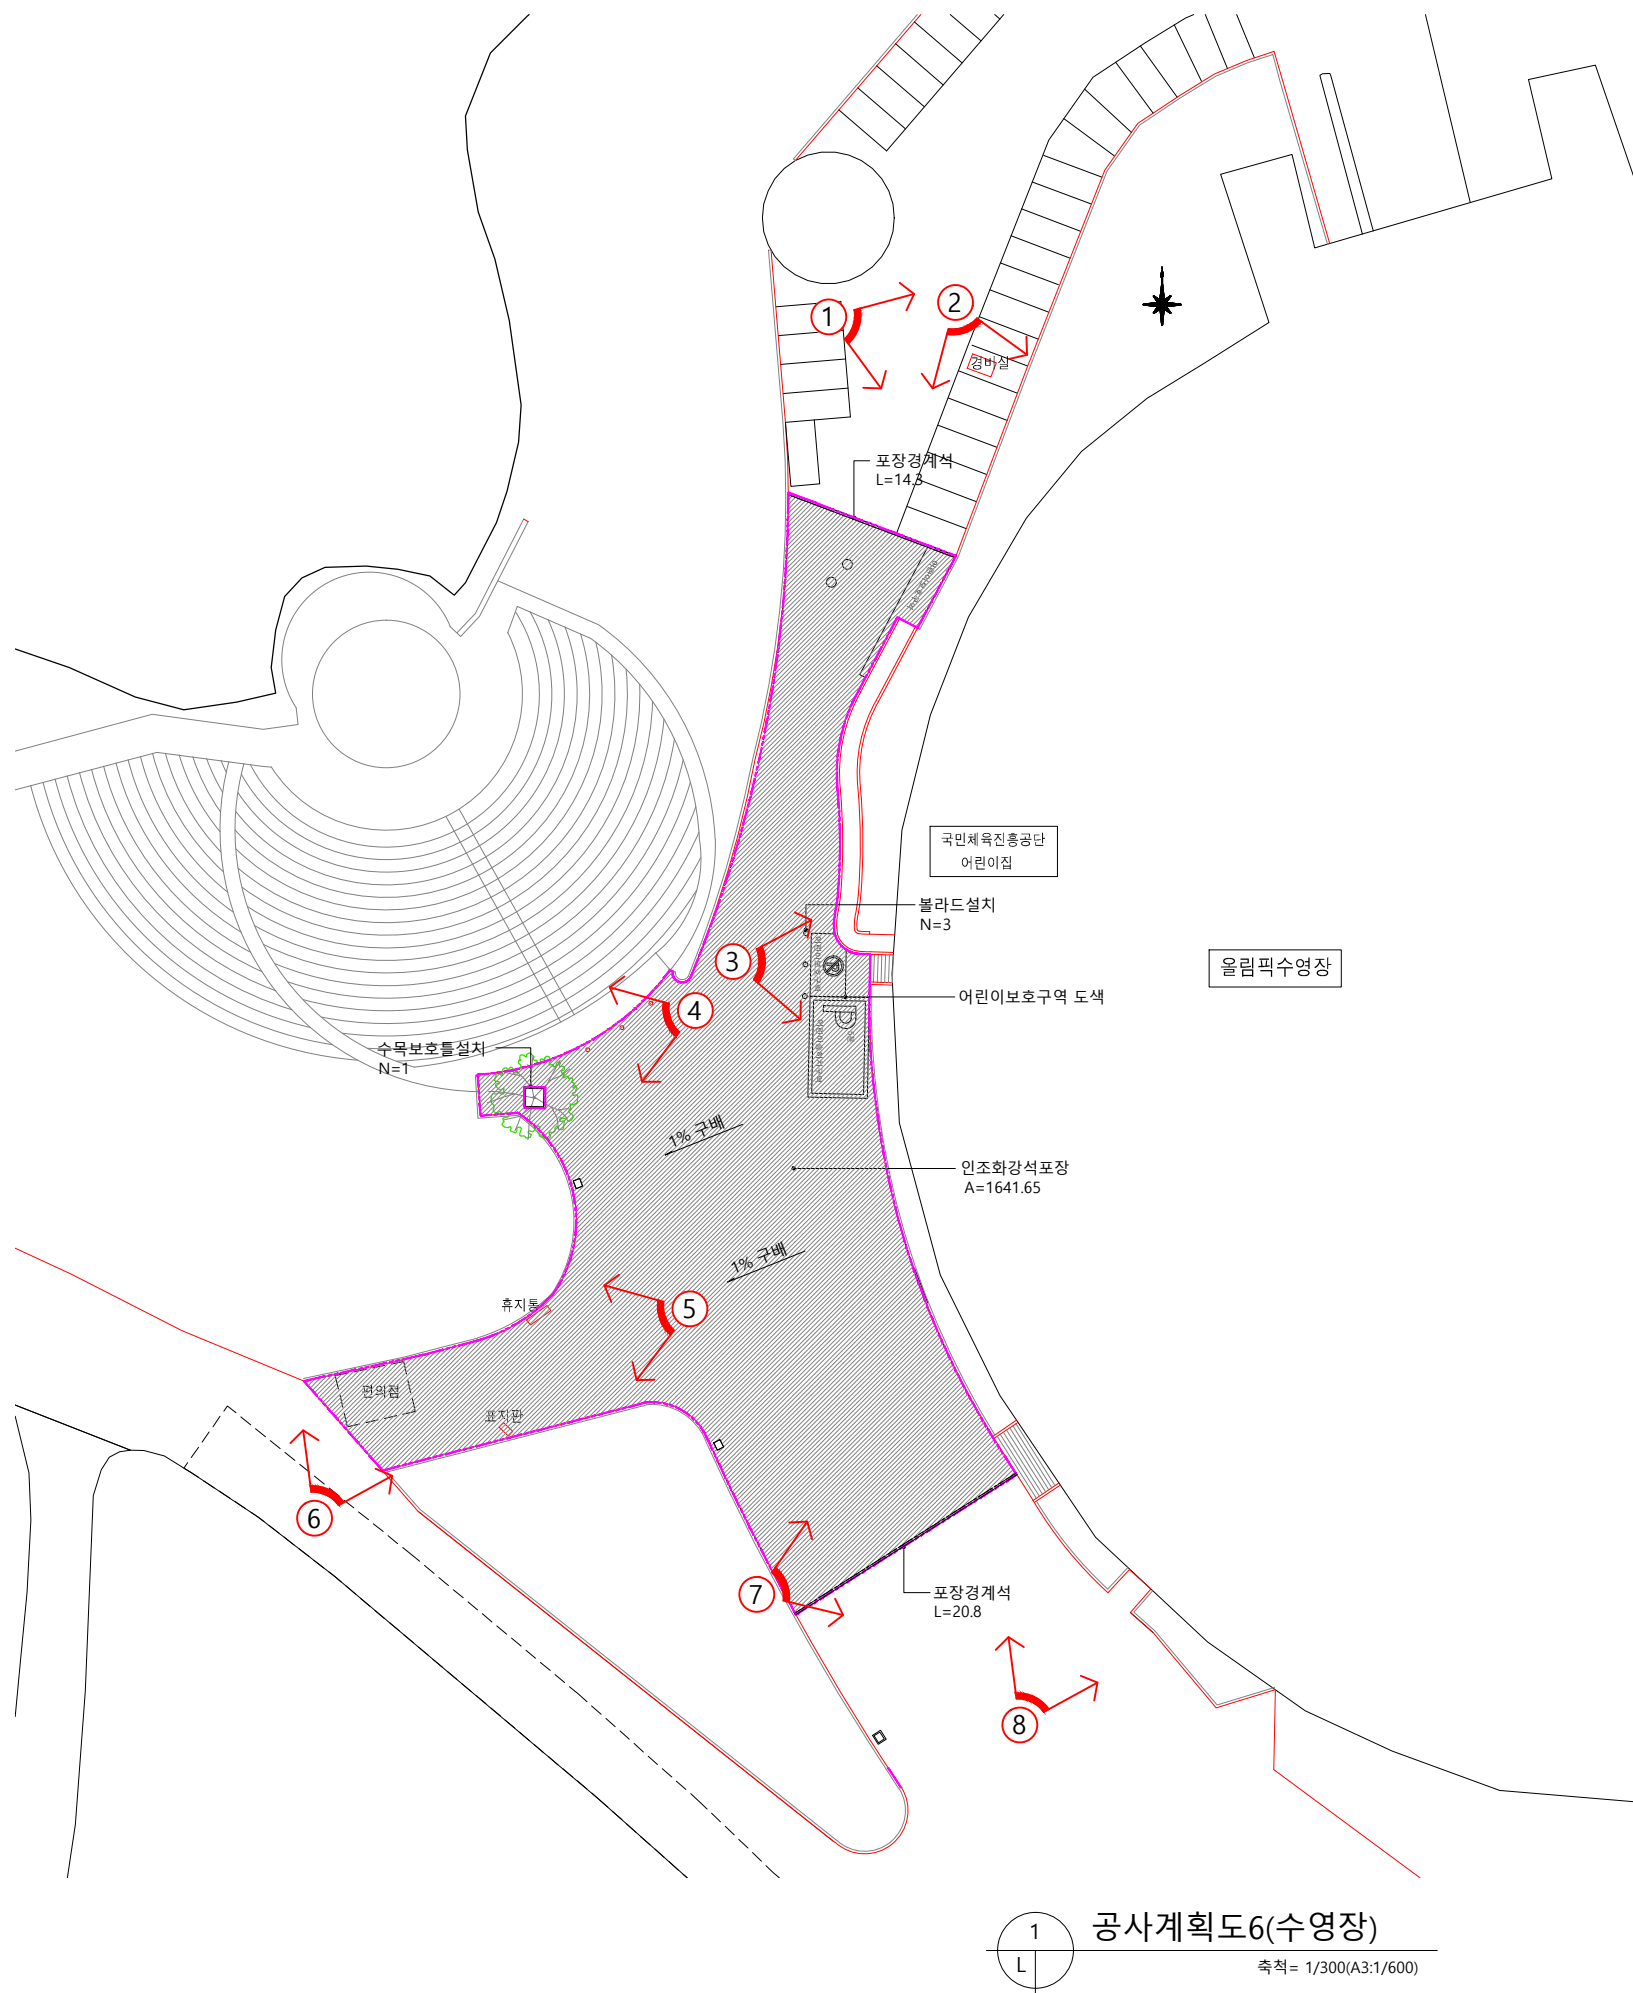 1
2
경비실
포장경계석
L=14.3
국민체육진흥공단
어린이집
볼라드설치
N=3
3
올림픽수영장
어린이보호구역 도색
4
수목보호틀설치
N=1
1% 구배
인조화강석포장
A=1641.65
1% 구배
휴지통
5
편의점
표지판
6
7
포장경계석
L=20.8
8
1
L
공사계획도6(수영장)
축척= 1/300(A3:1/600)